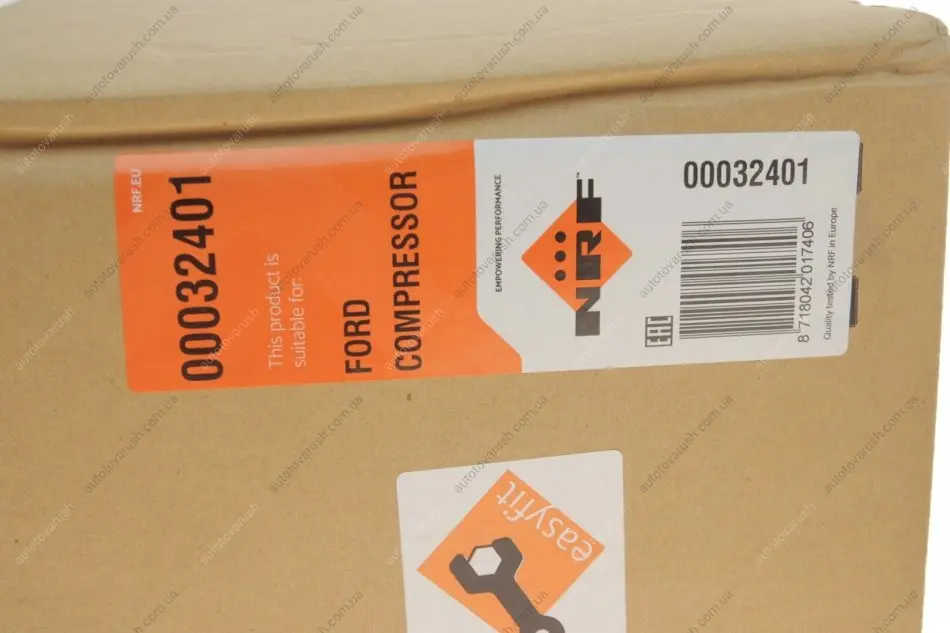 NRF.EU
00032401
This product is
suitable for:
FORD
COMPRESSOR
EMPOWERING PERFORMANCE
NRF™
00032401
EAC
8 718042 017406
Quality tested by NRF in Europe
easyfit
autotovarush.com.ua